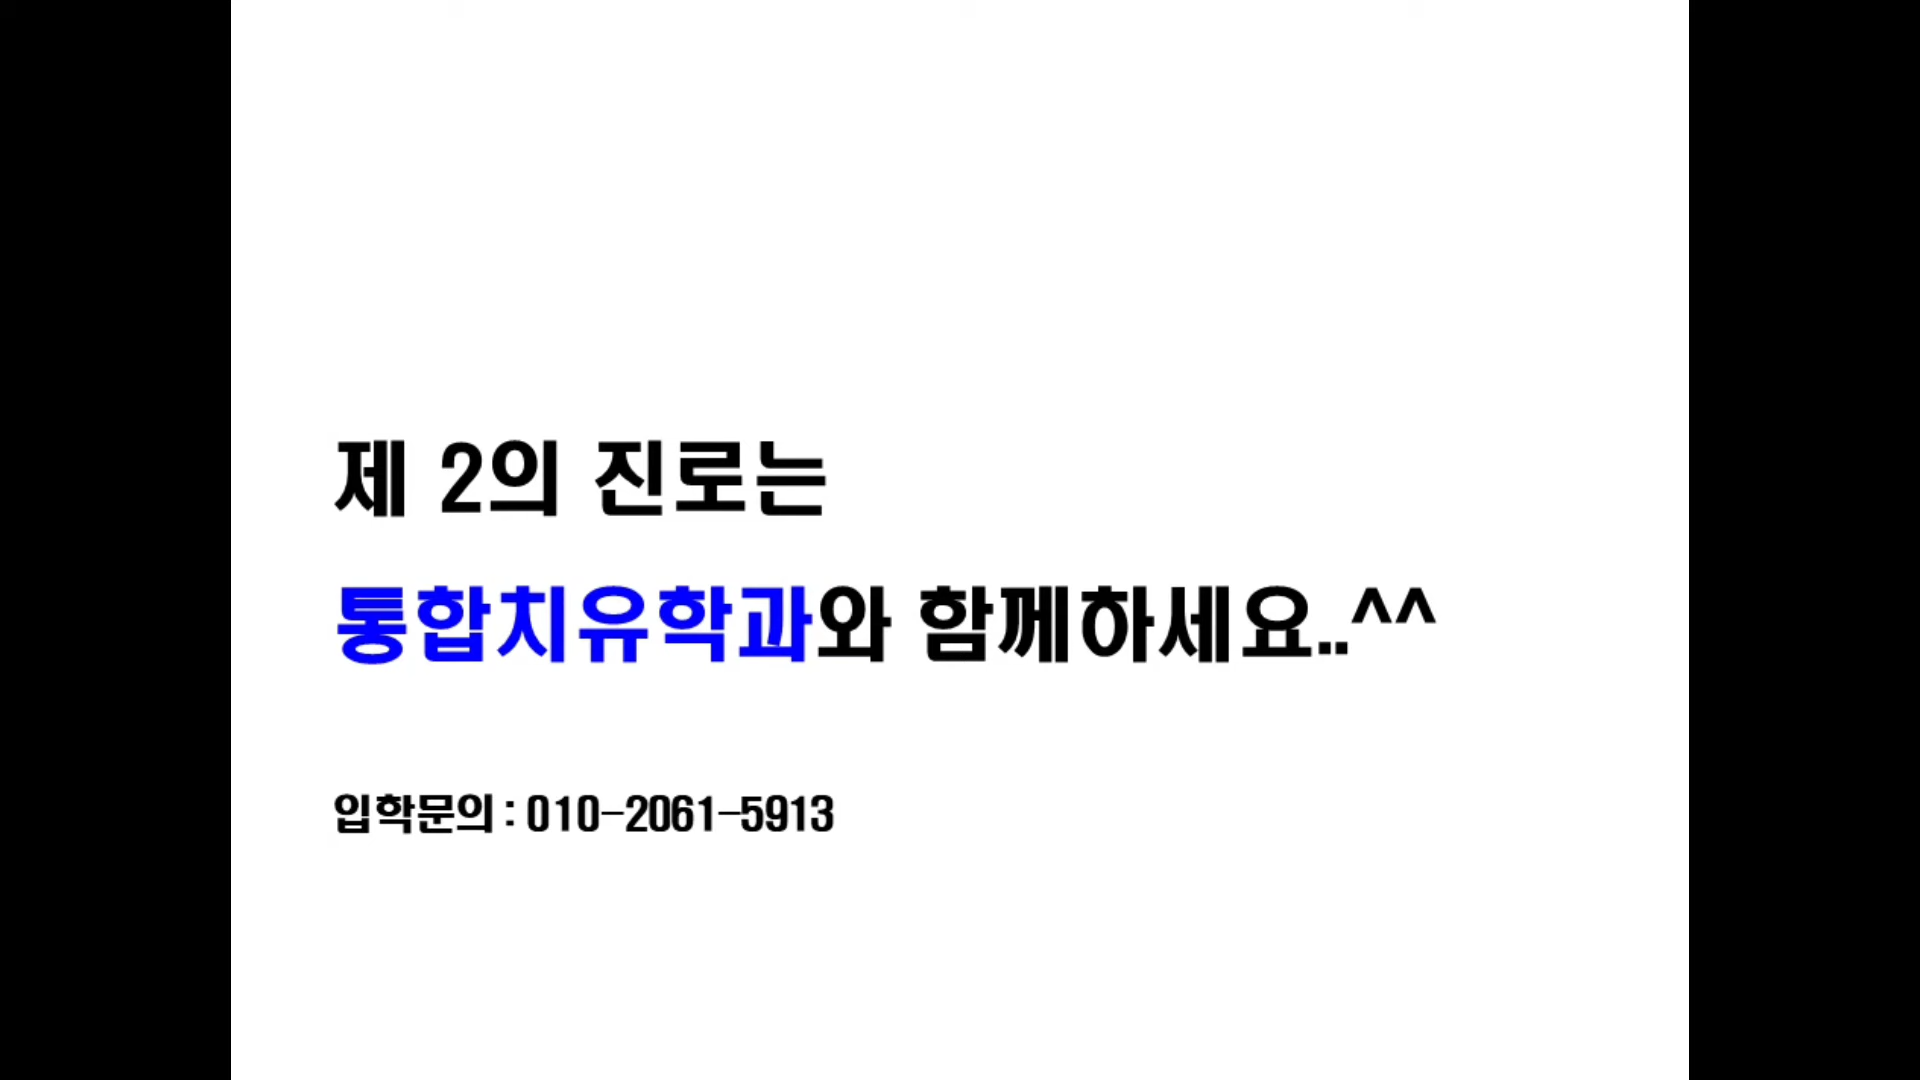 제 2의 진로는
통합치유학과와 함께하세요..^^
입학문의 : 010-2061-5913